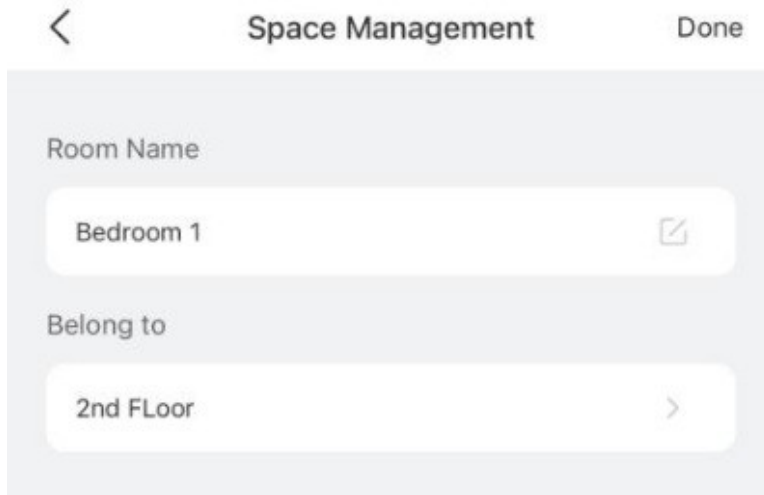 Space Management Done
Room Name
Bedroom 1
Belong to
2nd FLoor